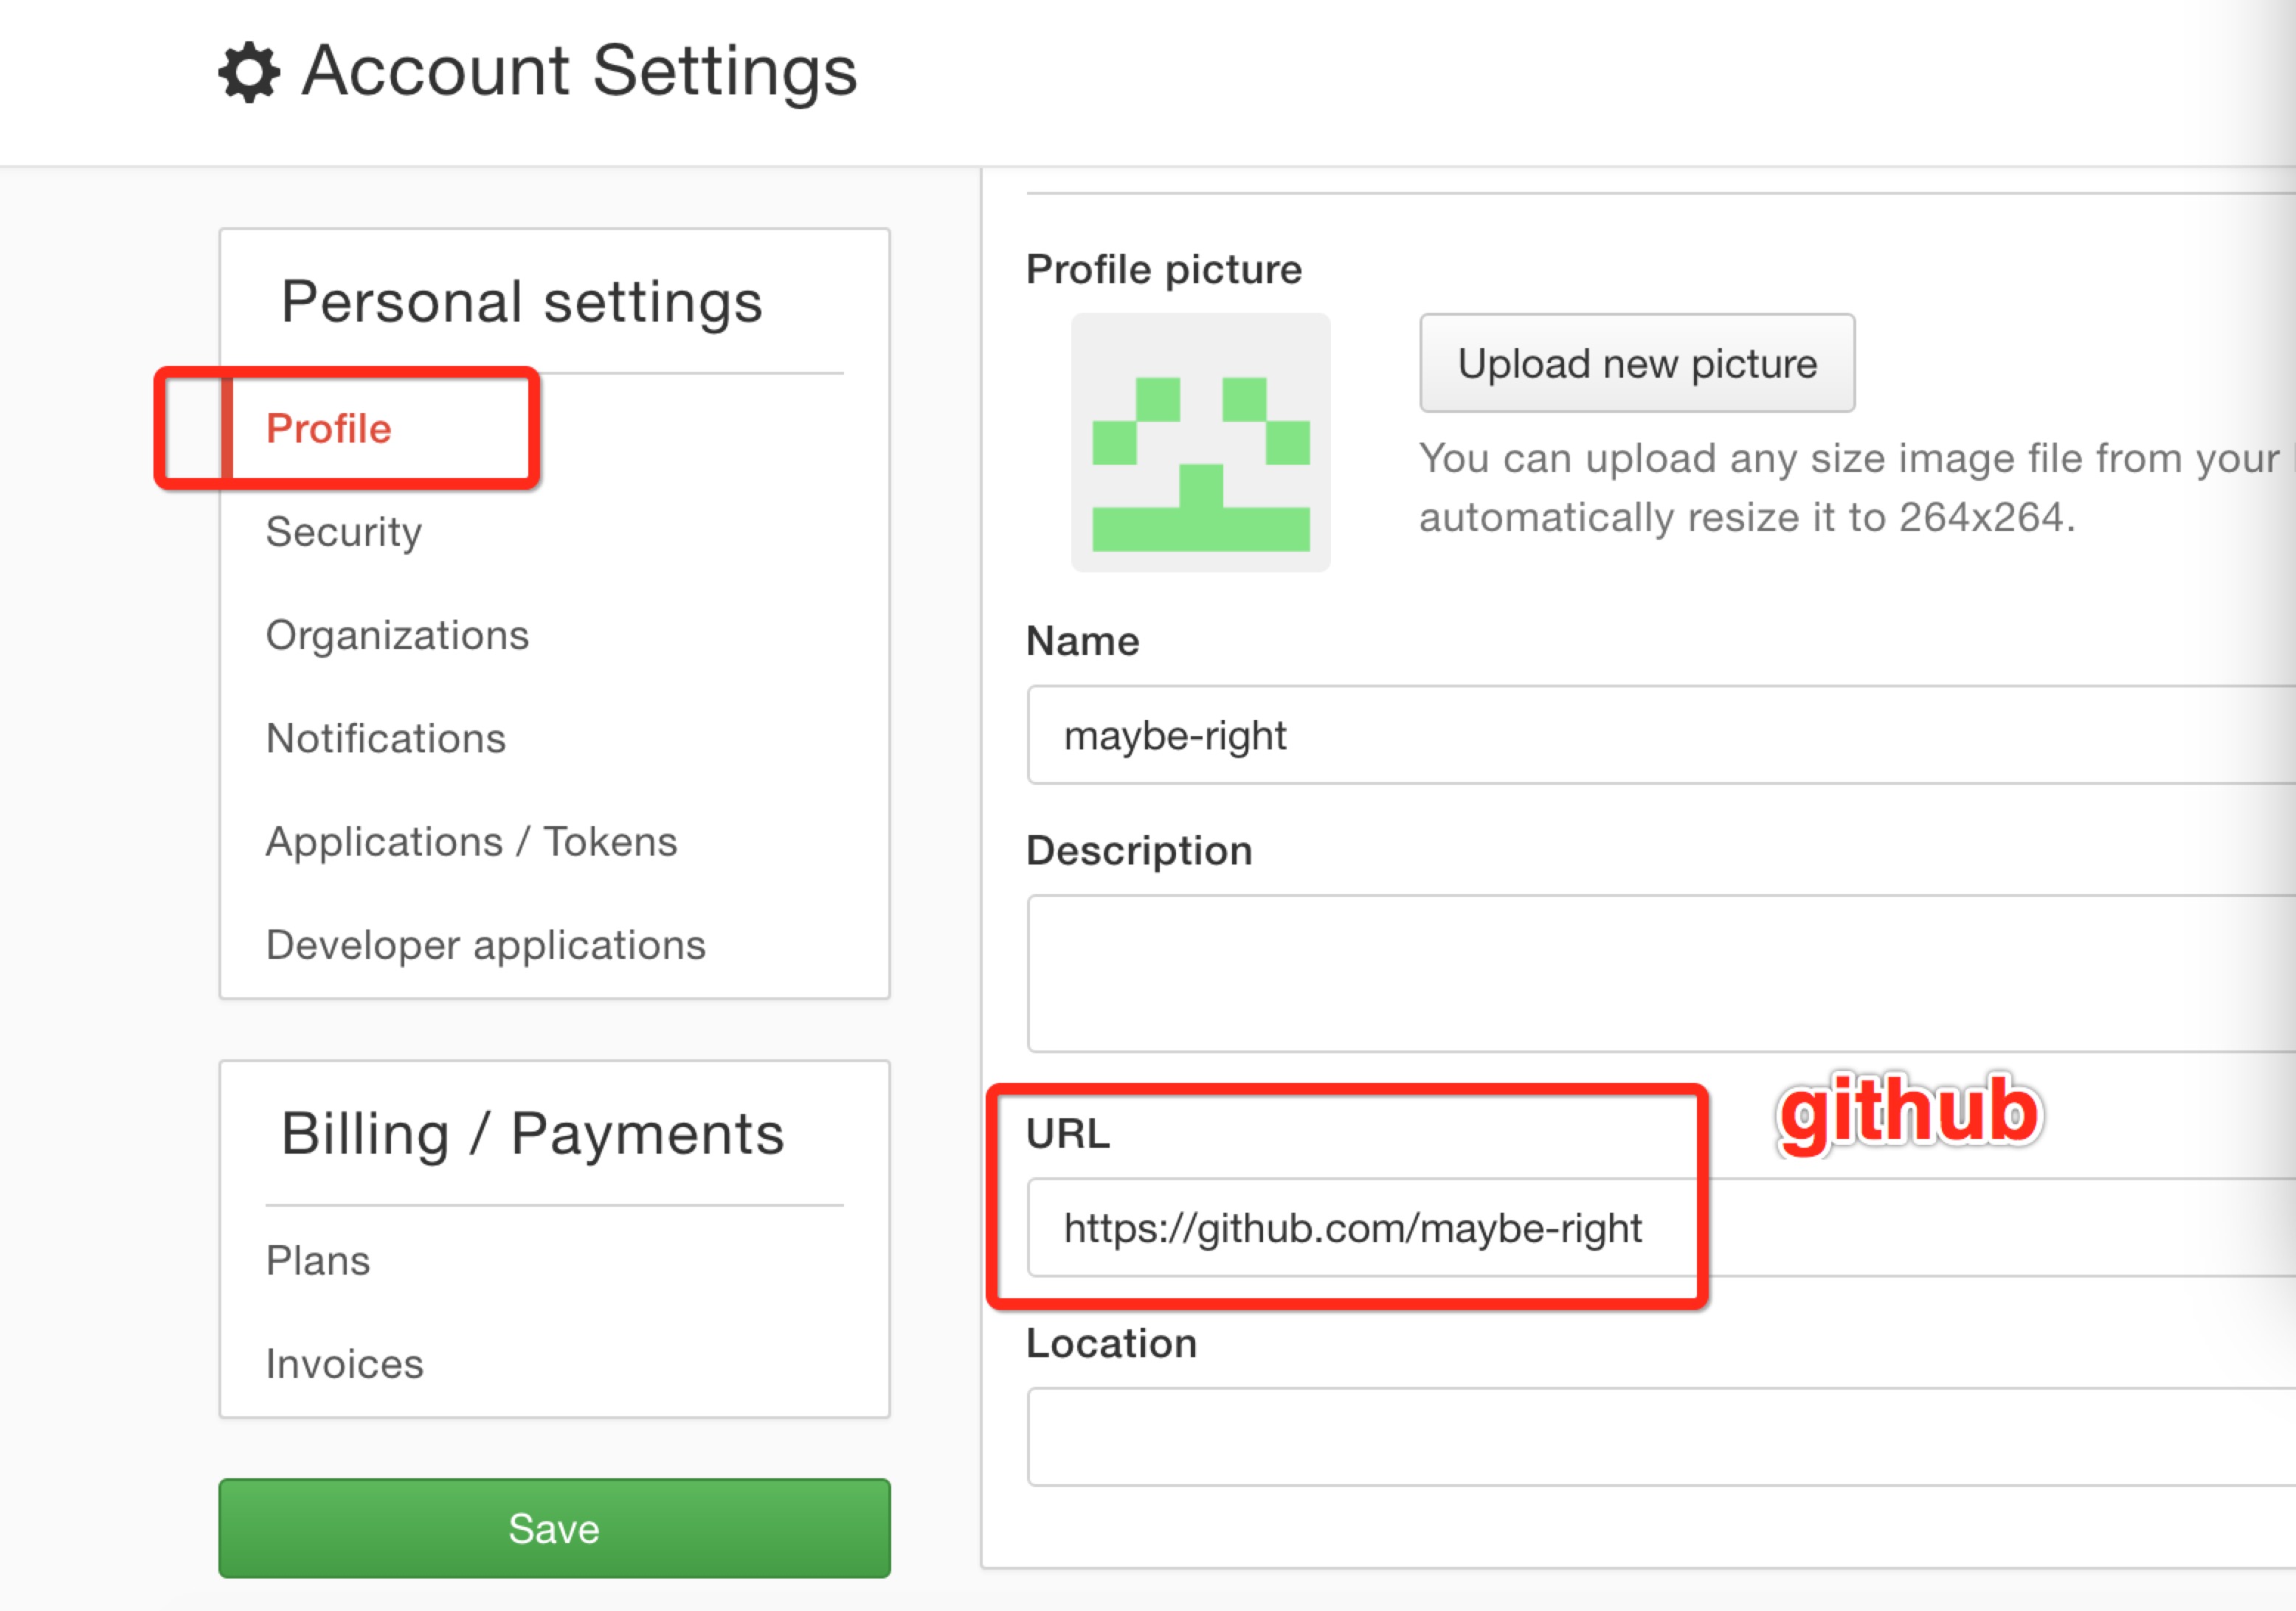 Account Settings
Personal settings
Profile
Security
Organizations
Notifications
Applications / Tokens
Developer applications
Billing / Payments
Plans
Invoices
Save
Profile picture
Upload new picture
You can upload any size image file from your
automatically resize it to 264x264.
Name
maybe-right
Description
URL
github
https://github.com/maybe-right
Location